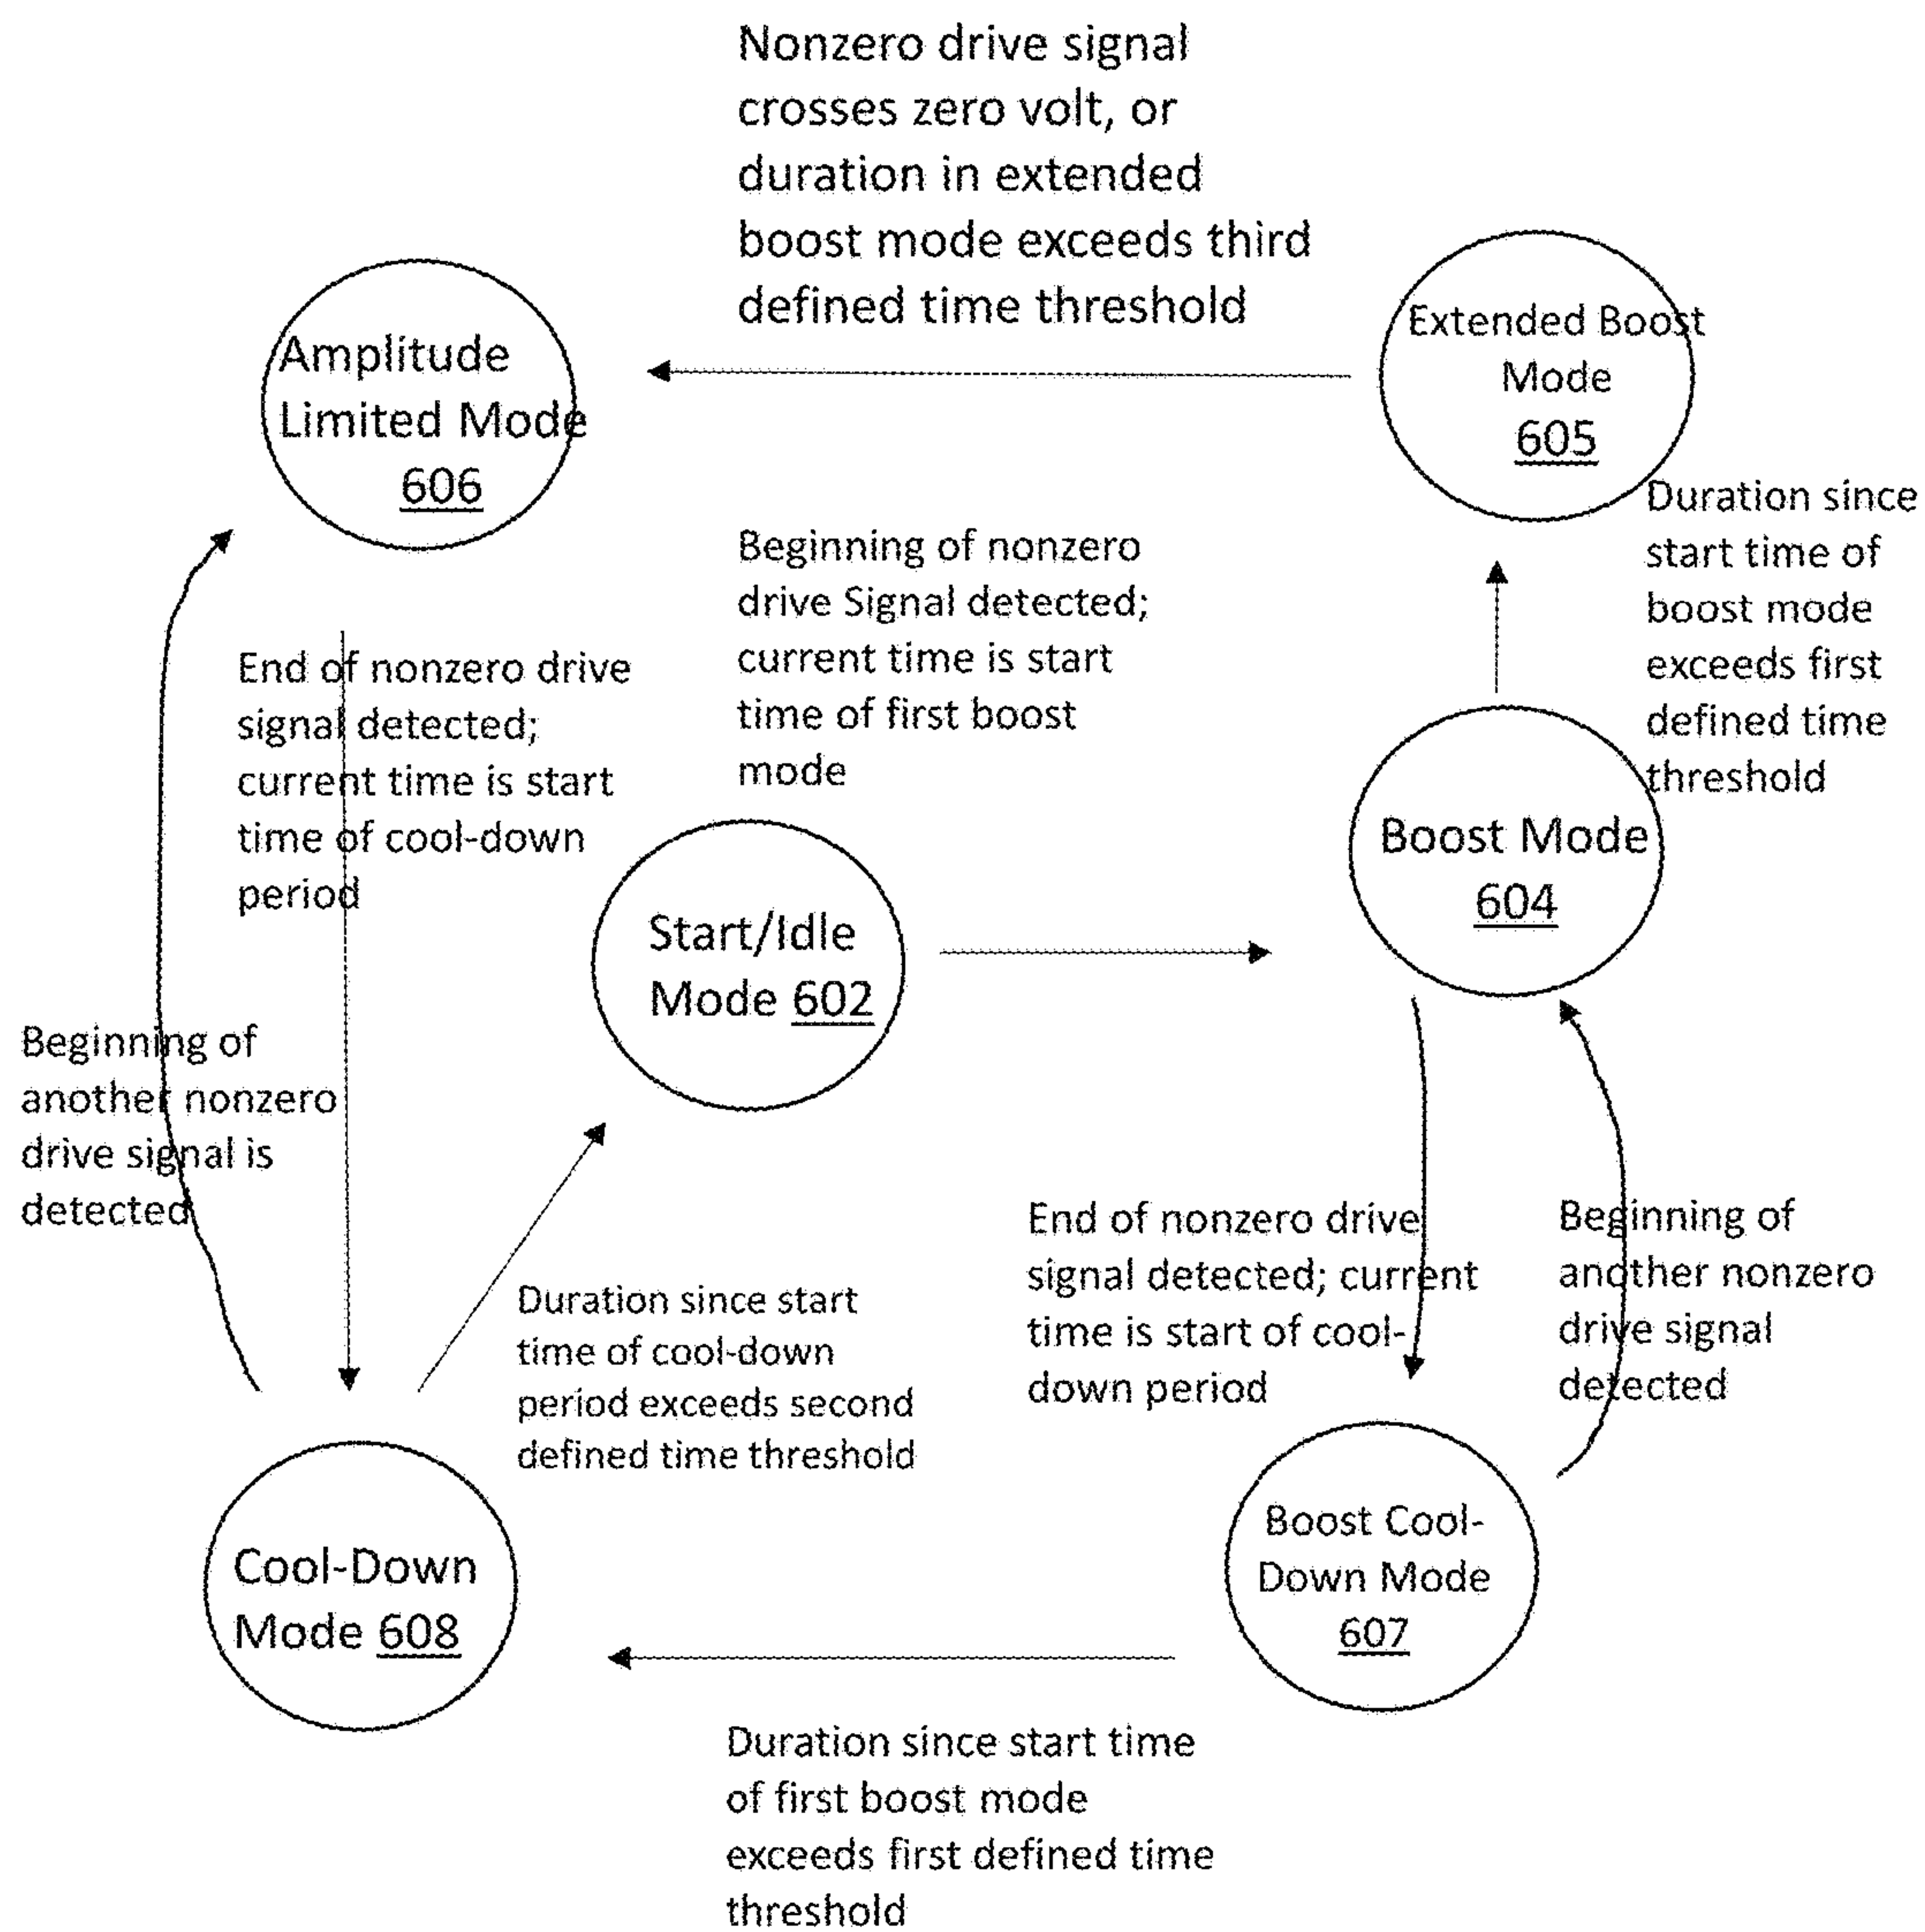 Nonzero drive signal
crosses zero volt, or
duration in extended
boost mode exceeds third
defined time threshold
Amplitude
Limited Mode
606
Extended Boost
Mode
605
Duration since
start time of
boost mode
exceeds first
defined time
threshold
Beginning of nonzero
drive Signal detected;
current time is start
time of first boost
mode
End of nonzero drive
signal detected;
current time is start
time of cool-down
period
Boost Mode
604
Start/Idle
Mode 602
Beginning of
another nonzero
drive signal is
detected
End of nonzero drive
signal detected; current
time is start of cool-
down period
Beginning of
another nonzero
drive signal
detected
Duration since start
time of cool-down
period exceeds second
defined time threshold
Cool-Down
Mode 608
Boost Cool-
Down Mode
607
Duration since start time
of first boost mode
exceeds first defined time
threshold